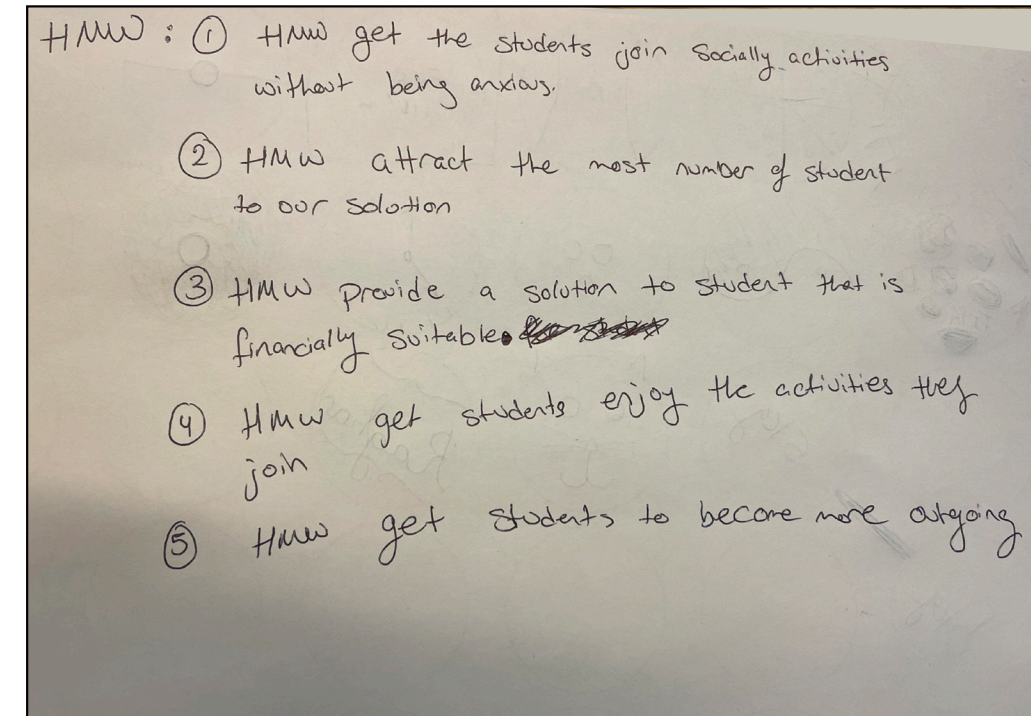 HMW : ① HMW get the students join Socially activities
without being anxious.
② HMW attract the most number of student
to our solution
③ HMW provide a solution to student that is
financially suitable.
④ HMW get students enjoy the activities they
join
⑤ HMW get students to become more outgoing